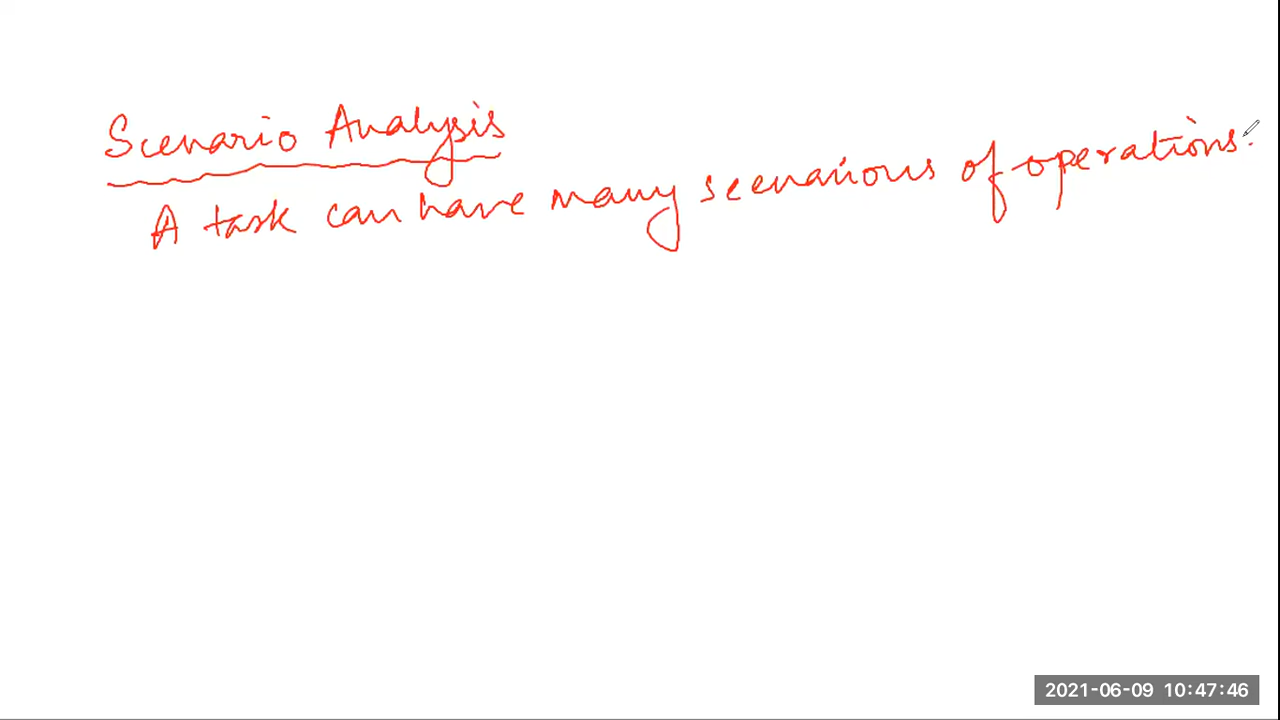 Scenario Analysis
A task can have many scenarious of operations.
2021-06-09 10:47:46